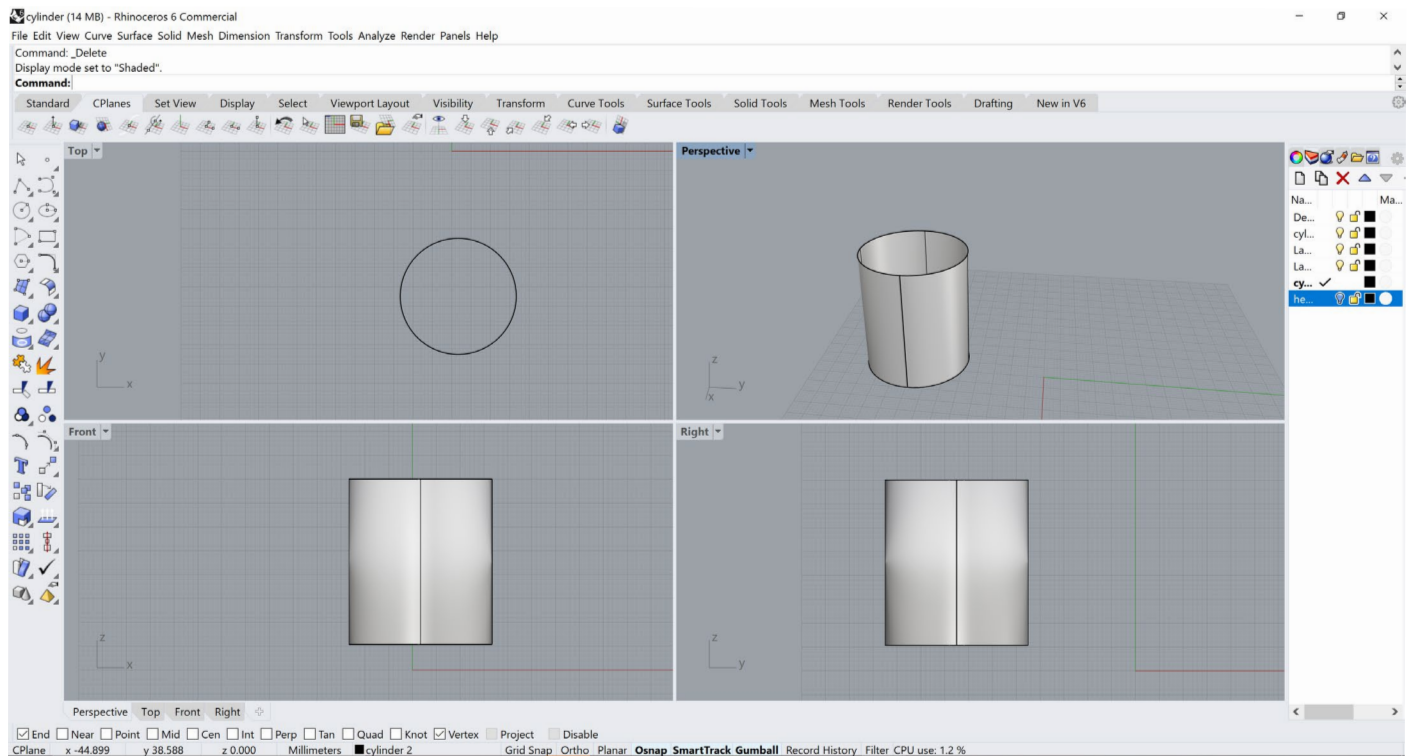 cylinder (14 MB) - Rhinoceros 6 Commercial
File Edit View Curve Surface Solid Mesh Dimension Transform Tools Analyze Render Panels Help
Command: _Delete
Display mode set to "Shaded".
Command:
Standard CPlanes Set View Display Select Viewport Layout Visibility Transform Curve Tools Surface Tools Solid Tools Mesh Tools Render Tools Drafting New in V6
Top
Perspective
y
x
z
y
x
Na... Ma...
De...
cyl...
La...
La...
cy...
he...
Front
Right
z
x
z
y
Perspective Top Front Right
End Near Point Mid Cen Int Perp Tan Quad Knot Vertex Project Disable
CPlane x -44.899 y 38.588 z 0.000 Millimeters cylinder 2 Grid Snap Ortho Planar Osnap SmartTrack Gumball Record History Filter CPU use: 1.2 %